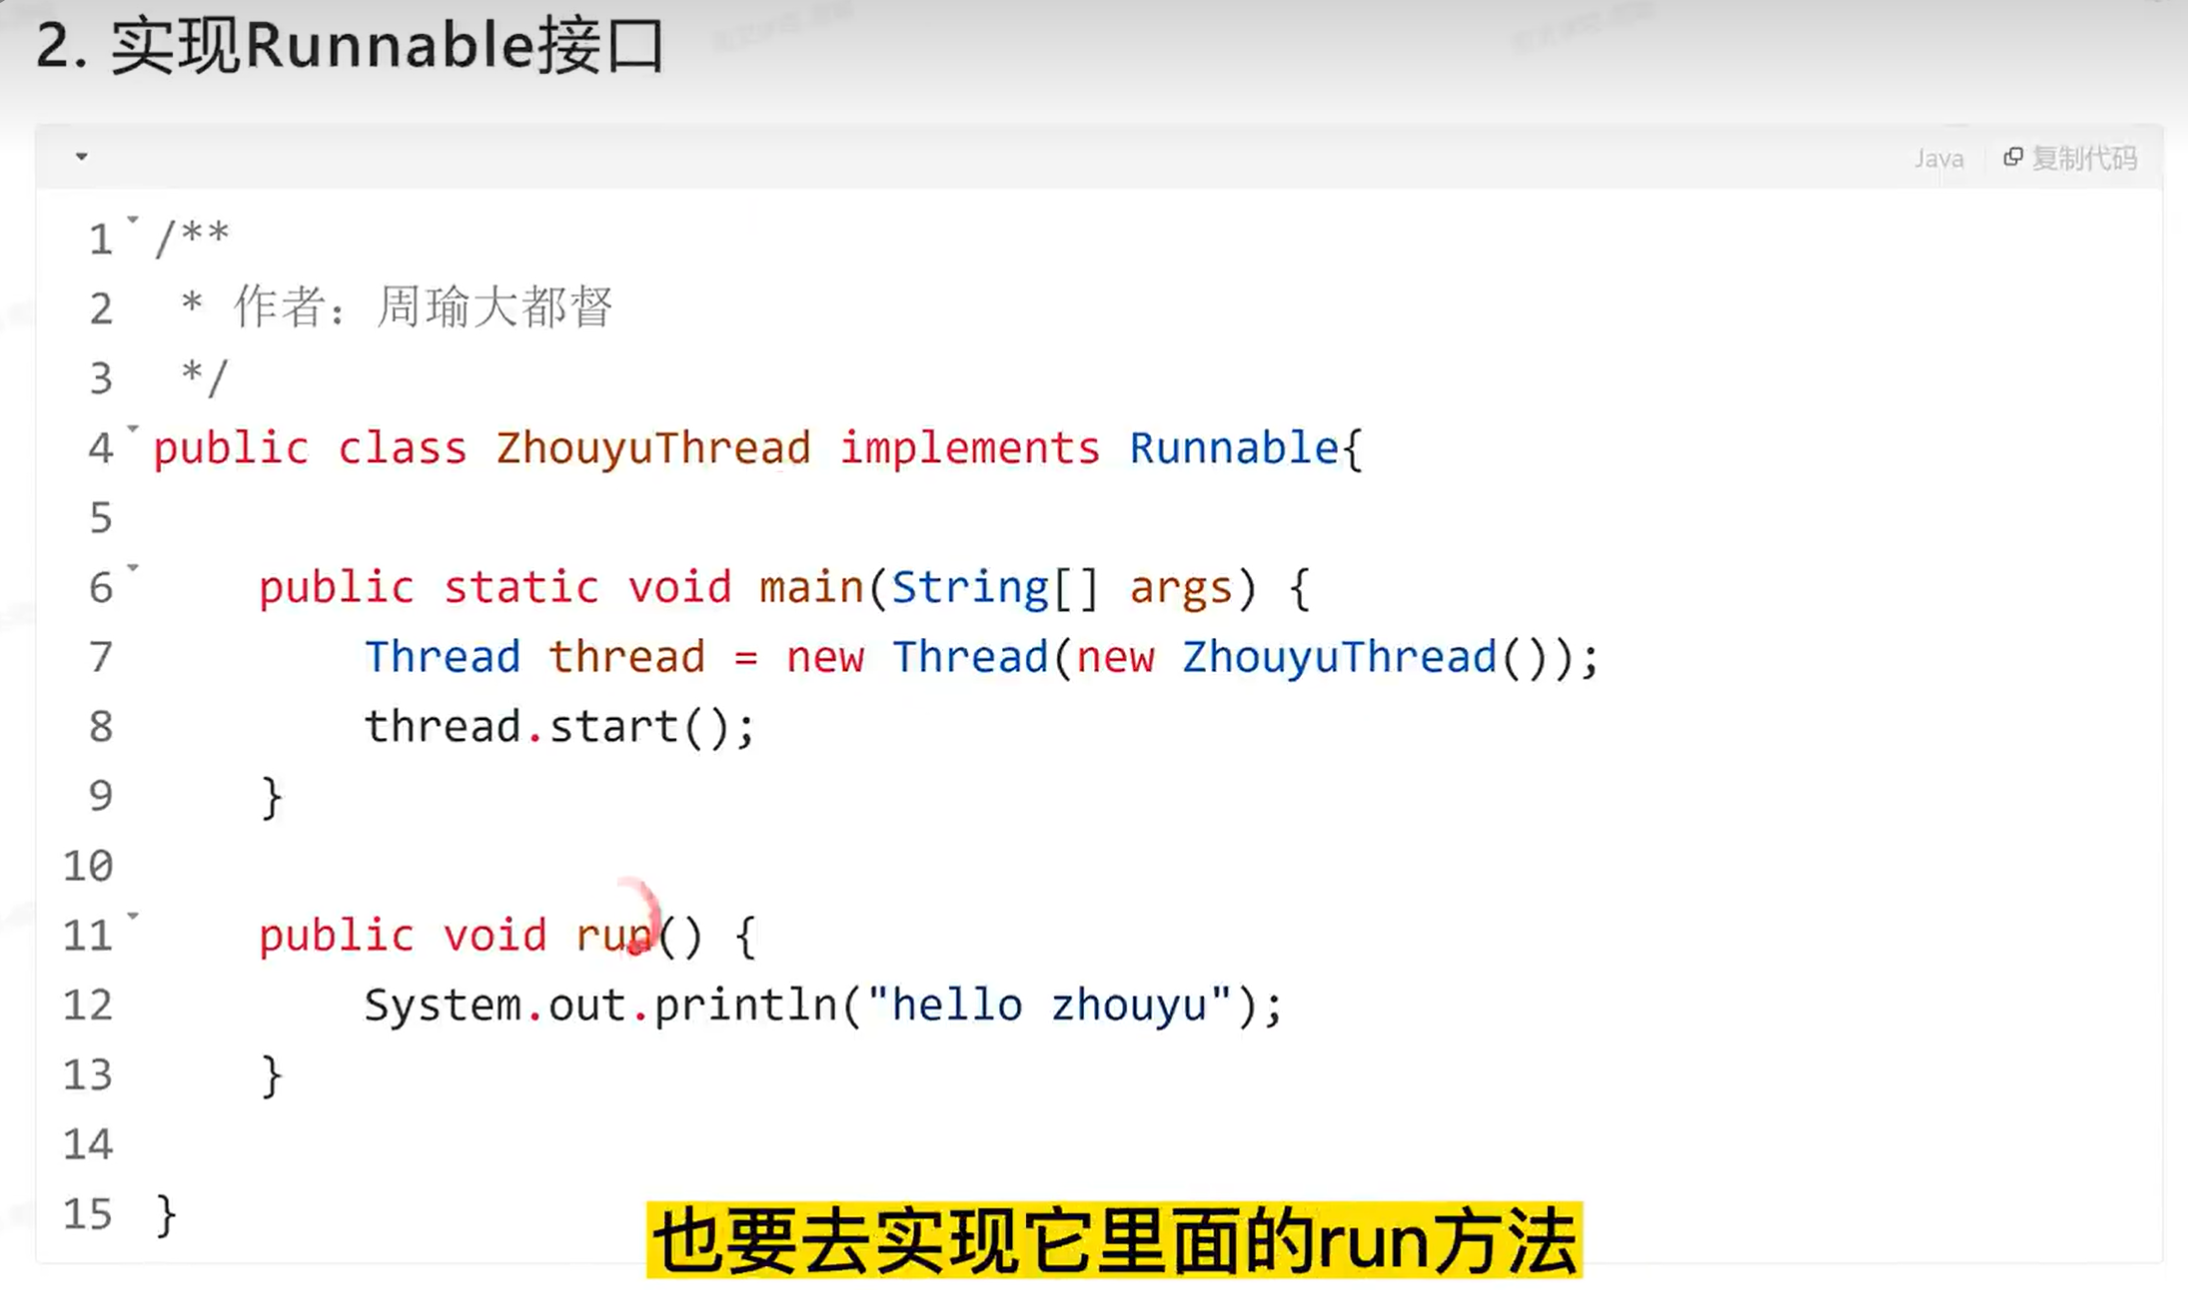 2. 实现Runnable接口
Java 复制代码
1 /**
2 * 作者：周瑜大都督
3 */
4 public class ZhouyuThread implements Runnable{
5
6 public static void main(String[] args) {
7 Thread thread = new Thread(new ZhouyuThread());
8 thread.start();
9 }
10
11 public void run() {
12 System.out.println("hello zhouyu");
13 }
14
15 }
也要去实现它里面的run方法